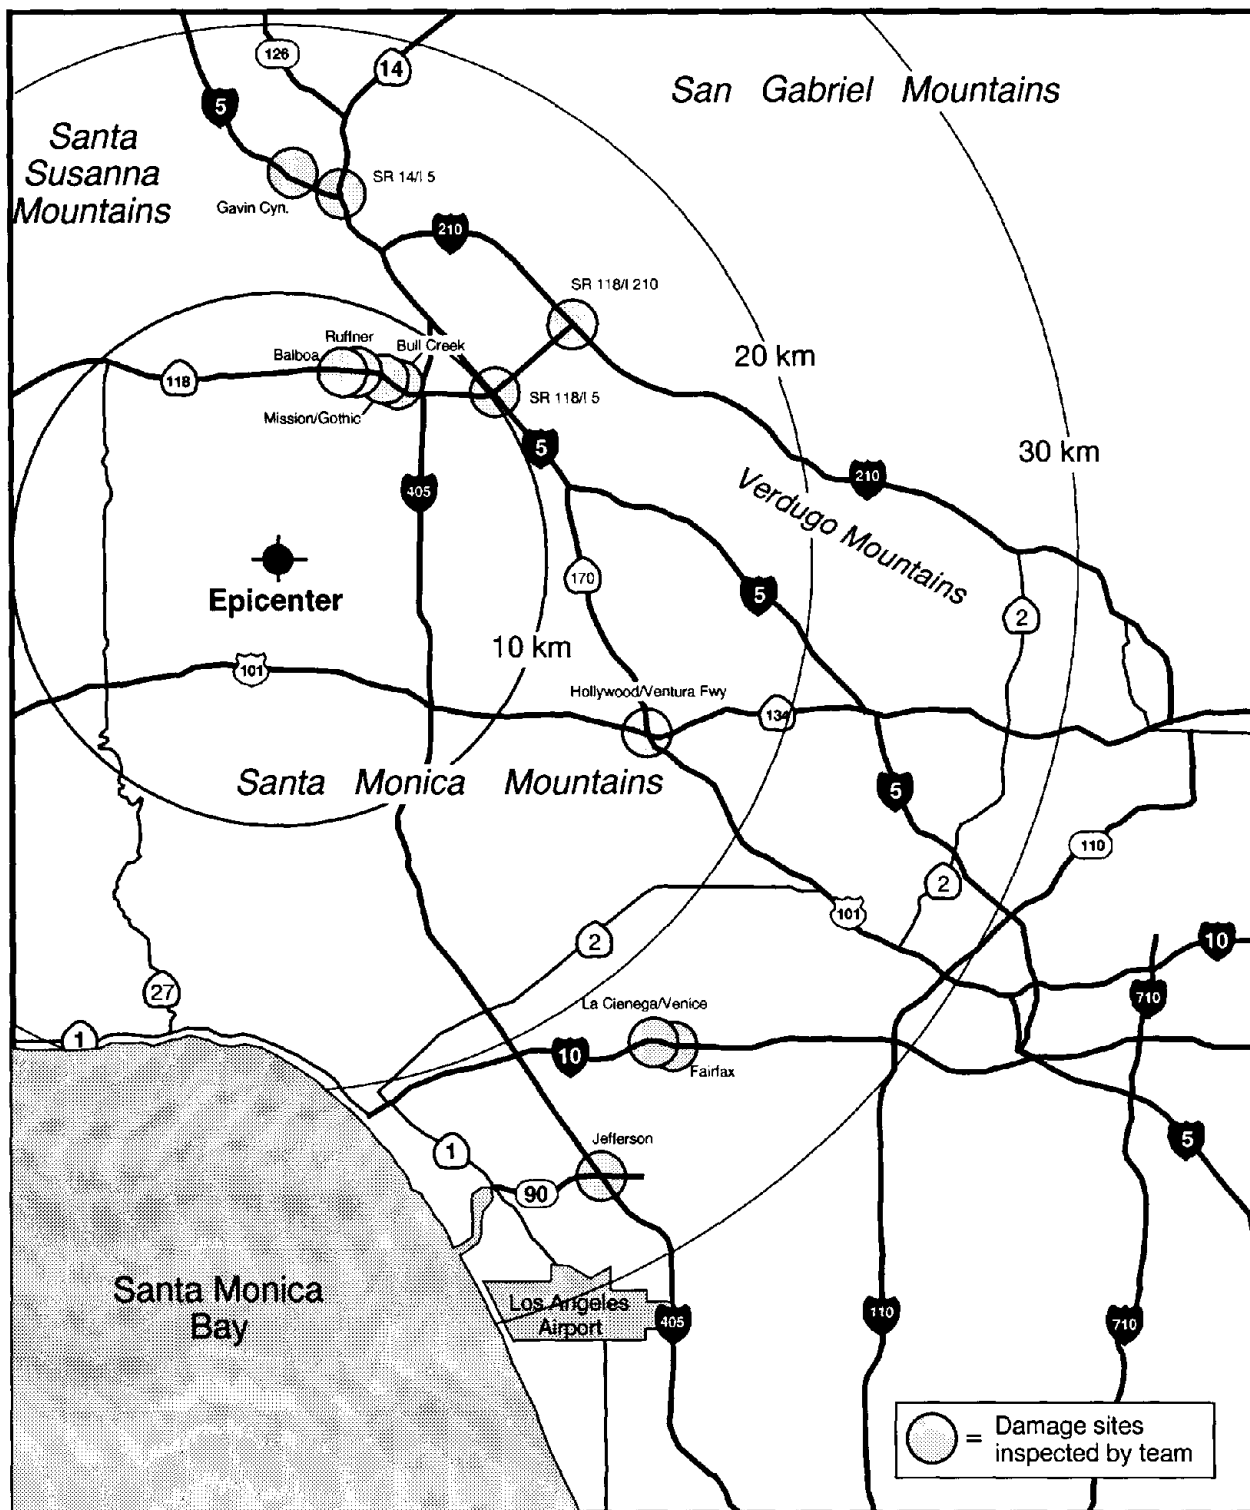 126
14
5
San Gabriel Mountains
Santa
Susanna
Mountains
SR 14/I 5
Gavin Cyn.
210
SR 118/I 210
Ruffner
Balboa
Bull Creek
20 km
118
SR 118/I 5
Mission/Gothic
5
30 km
405
210
Verdugo Mountains
170
5
Epicenter
2
10 km
101
Hollywood/Ventura Fwy
134
Santa Monica Mountains
5
110
2
101
2
10
27
La Cienega/Venice
710
1
10
Fairfax
Jefferson
5
1
90
Santa Monica
Bay
Los Angeles
Airport
405
110
710
= Damage sites
inspected by team